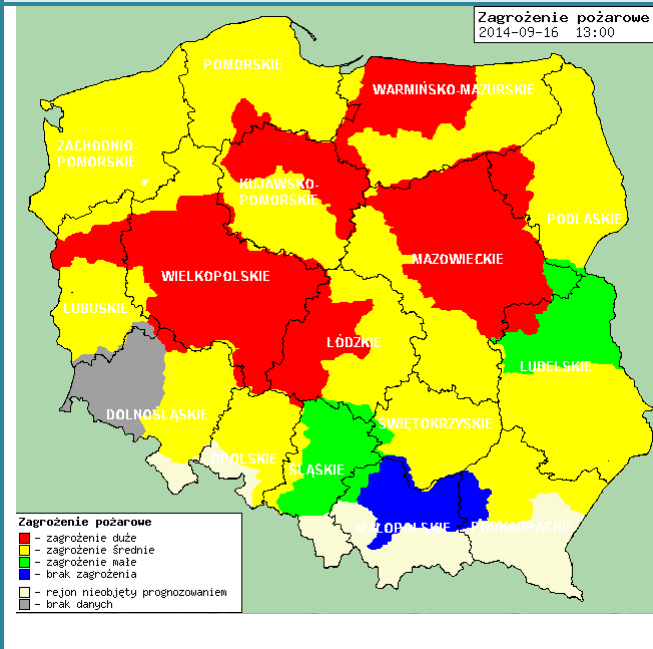 Zagrożenie pożarowe
2014-09-16 13:00
POMORSKIE
WARMIŃSKO-MAZURSKIE
ZACHODNIO-
POMORSKIE
KUJAWSKO-
POMORSKIE
PODLASKIE
MAZOWIECKIE
WIELKOPOLSKIE
LUBUSKIE
ŁÓDZKIE
LUBELSKIE
DOLNOŚLĄSKIE
ŚWIĘTOKRZYSKIE
OPOLSKIE
ŚLĄSKIE
MAŁOPOLSKIE
PODKARPACKIE
Zagrożenie pożarowe
– zagrożenie duże
– zagrożenie średnie
– zagrożenie małe
– brak zagrożenia
– rejon nieobjęty prognozowaniem
– brak danych